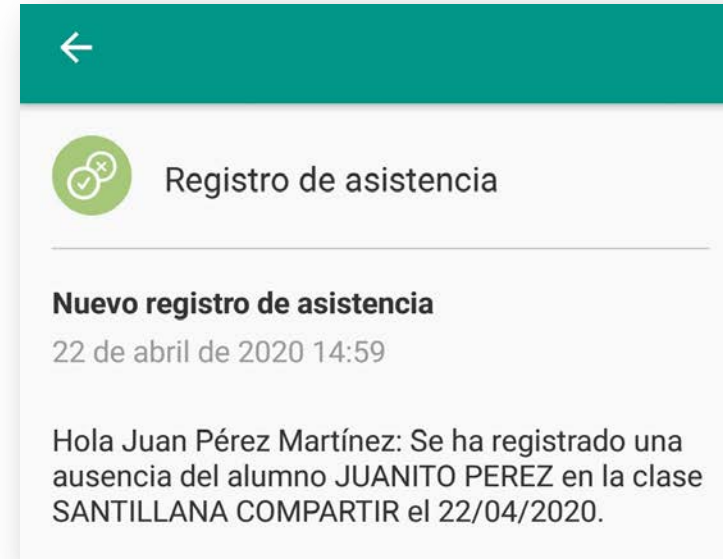 Registro de asistencia
Nuevo registro de asistencia
22 de abril de 2020 14:59
Hola Juan Pérez Martínez: Se ha registrado una
ausencia del alumno JUANITO PEREZ en la clase
SANTILLANA COMPARTIR el 22/04/2020.